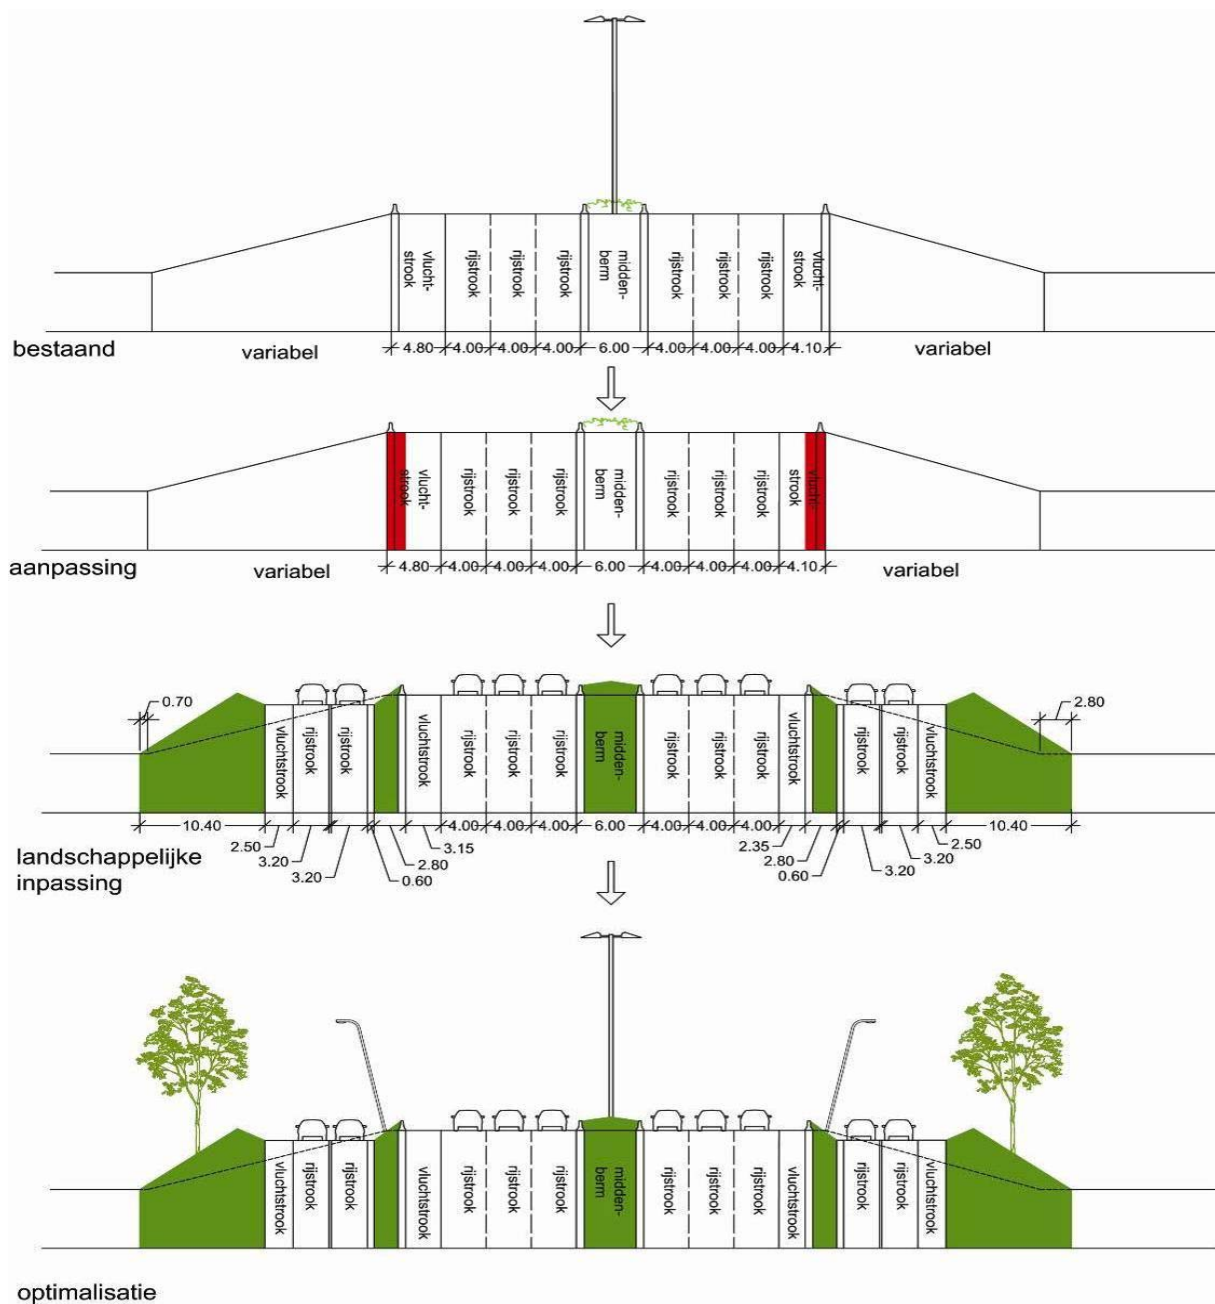 vlucht-
strook
rijstrook
rijstrook
rijstrook
midden-
berm
rijstrook
rijstrook
rijstrook
vlucht-
strook
bestaand
variabel
4.80 4.00 4.00 4.00 6.00 4.00 4.00 4.00 4.10
variabel
vlucht-
strook
rijstrook
rijstrook
rijstrook
midden-
berm
rijstrook
rijstrook
rijstrook
vlucht-
strook
aanpassing
variabel
4.80 4.00 4.00 4.00 6.00 4.00 4.00 4.00 4.10
variabel
0.70
2.80
vluchtstrook
rijstrook
rijstrook
vluchtstrook
rijstrook
rijstrook
rijstrook
midden-
berm
rijstrook
rijstrook
rijstrook
vluchtstrook
rijstrook
rijstrook
vluchtstrook
10.40 4.00 4.00 4.00 6.00 4.00 4.00 4.00 10.40
2.50 3.15 2.35 2.50
3.20 2.80 2.80 3.20
3.20 0.60 0.60 3.20
landschappelijke
inpassing
vluchtstrook
rijstrook
rijstrook
vluchtstrook
rijstrook
rijstrook
rijstrook
midden-
berm
rijstrook
rijstrook
rijstrook
vluchtstrook
rijstrook
rijstrook
vluchtstrook
optimalisatie